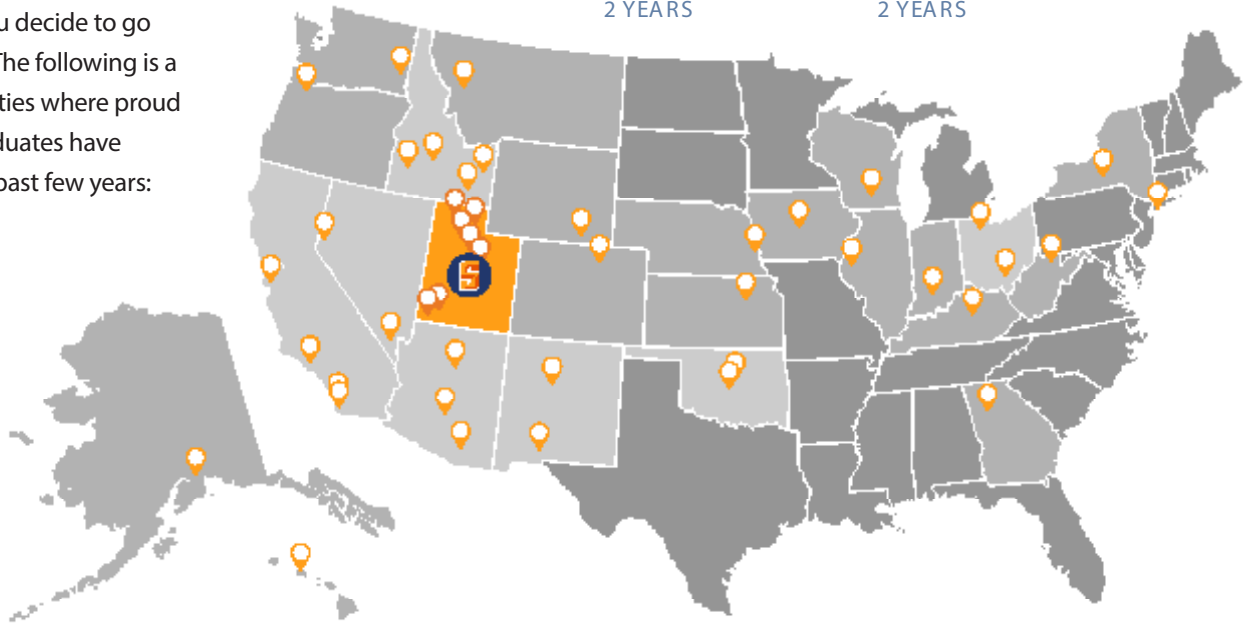 2 YEARS 2 YEARS
u decide to go
The following is a
ties where proud
duates have
past few years:
S